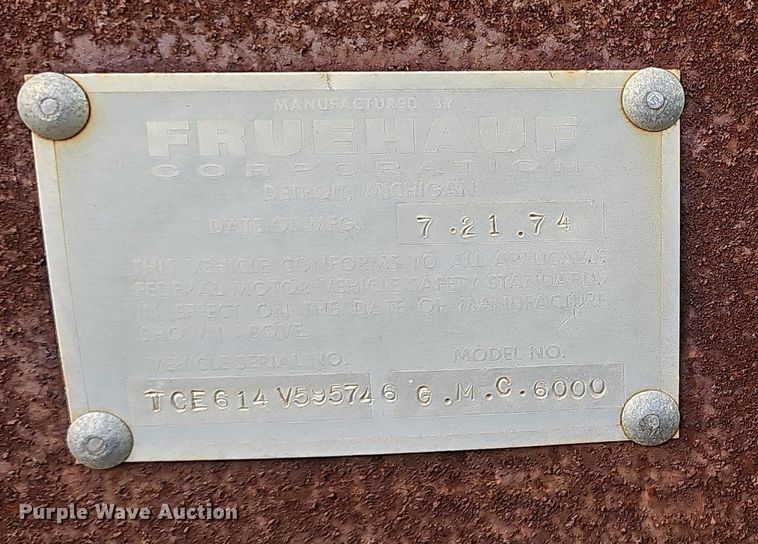 MANUFACTURED BY
FRUEHAUF
CORPORATION
DETROIT, MICHIGAN
DATE OF MFG. 7.21.74
THIS VEHICLE CONFORMS TO ALL APPLICABLE
FEDERAL MOTOR VEHICLE SAFETY STANDARDS
IN EFFECT ON THE DATE OF MANUFACTURE
SHOWN ABOVE.
VEHICLE SERIAL NO. MODEL NO.
TCE614V595746 G.M.C.6000
Purple Wave Auction